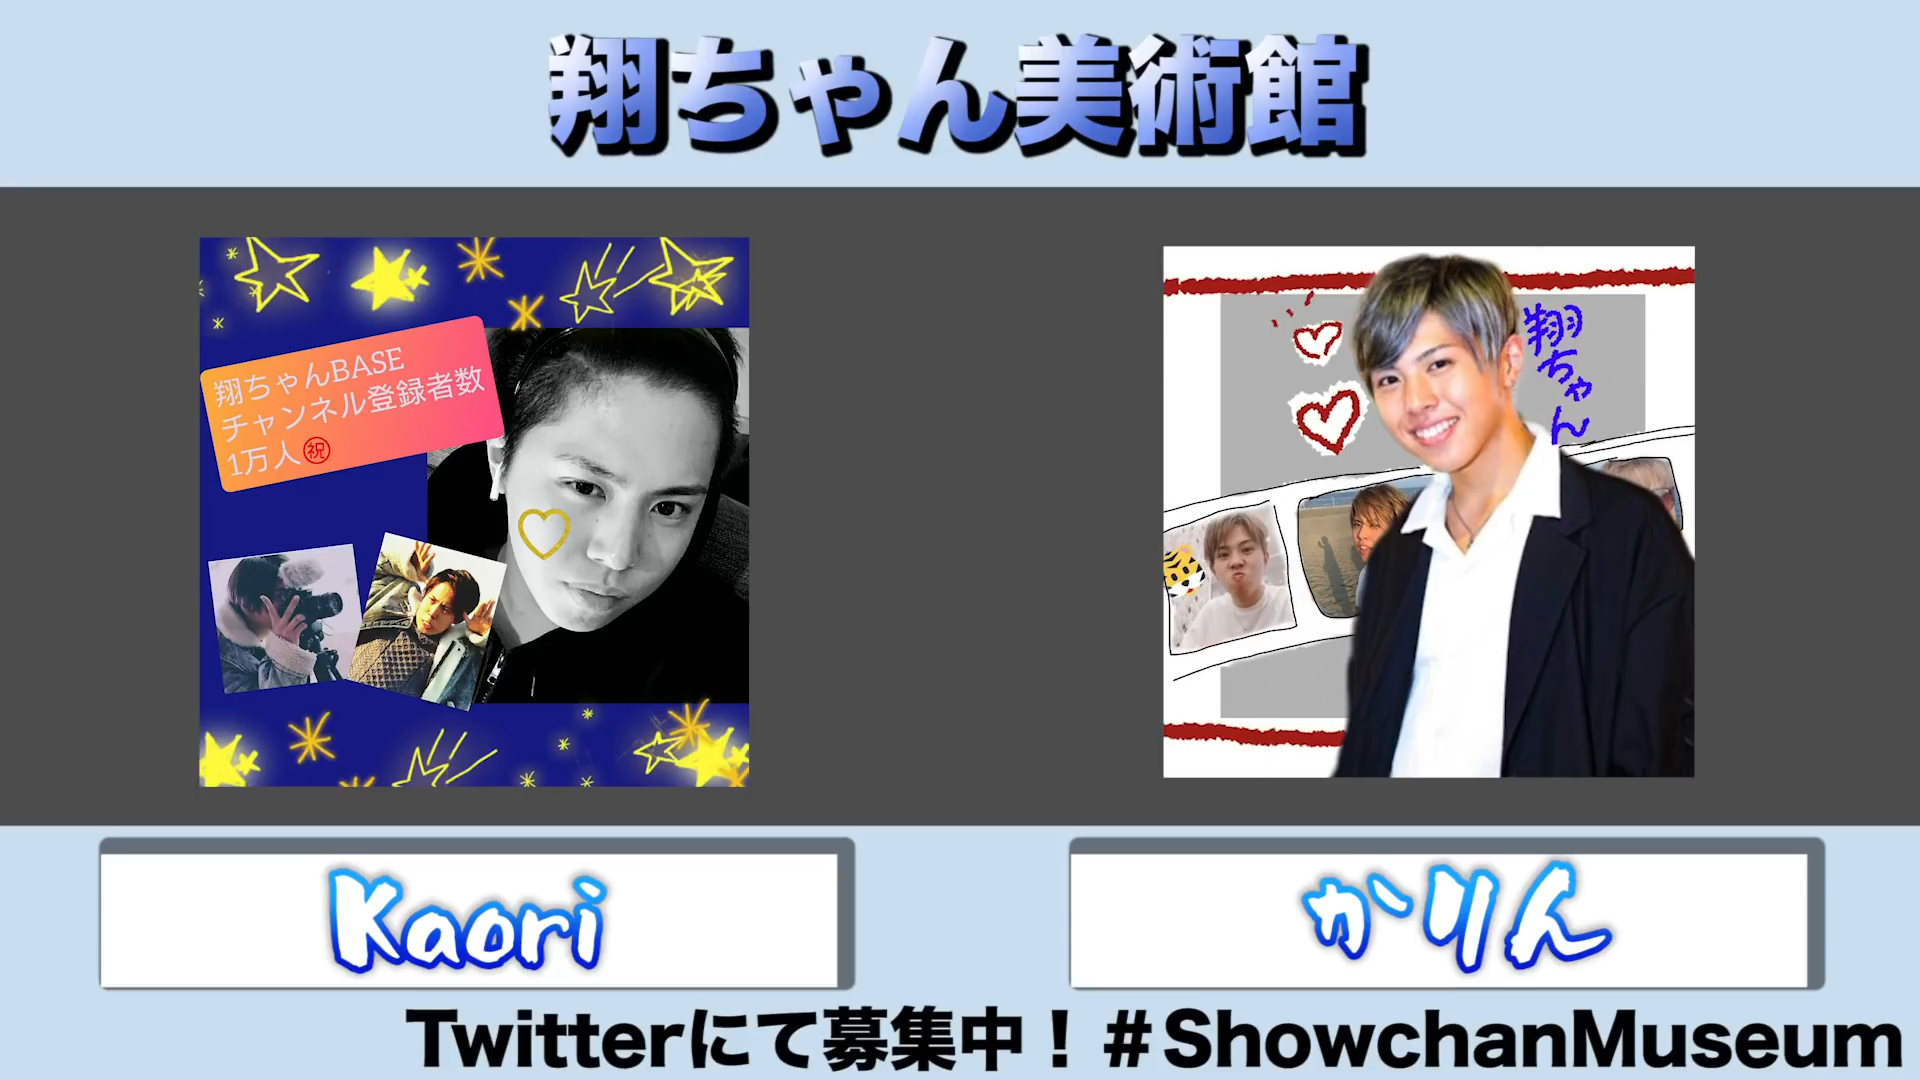 翔ちゃん美術館
翔ちゃんBASE
チャンネル登録者数
1万人㊗
翔ちゃん
Kaori
かりん
Twitterにて募集中！#ShowchanMuseum